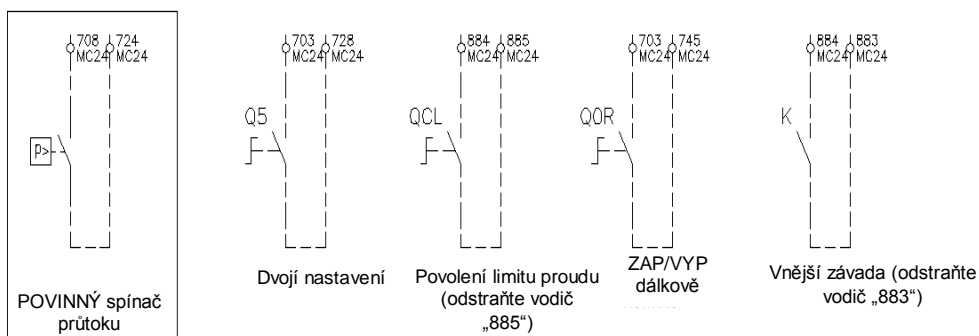 708 724
MC24 MC24
p>
POVINNÝ spínač
průtoku
703 728
MC24 MC24
Q5
Dvojí nastavení
884 885
MC24 MC24
QCL
Povolení limitu proudu
(odstraňte vodič
„885“)
703 745
MC24 MC24
Q0R
ZAP/VYP
dálkově
884 883
MC24 MC24
K
Vnější závada (odstraňte
vodič „883“)